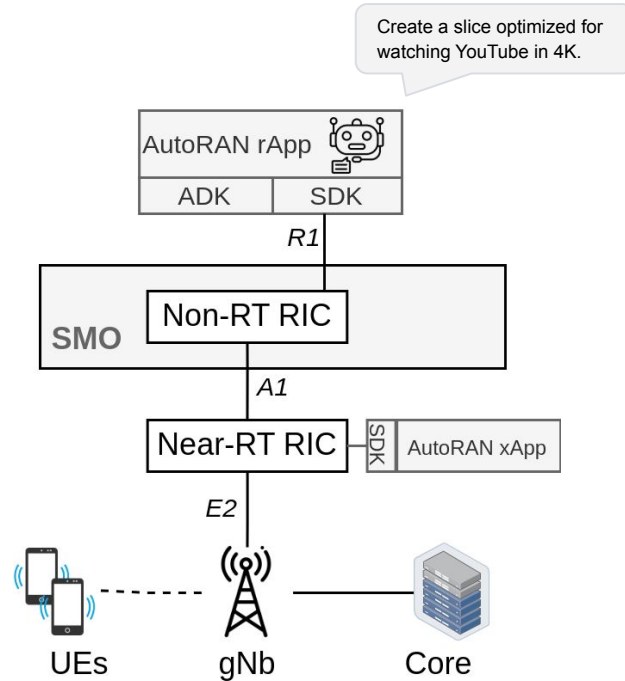 Create a slice optimized for
watching YouTube in 4K.
AutoRAN rApp
ADK
SDK
R1
Non-RT RIC
SMO
A1
Near-RT RIC
SDK
AutoRAN xApp
E2
UEs
gNb
Core